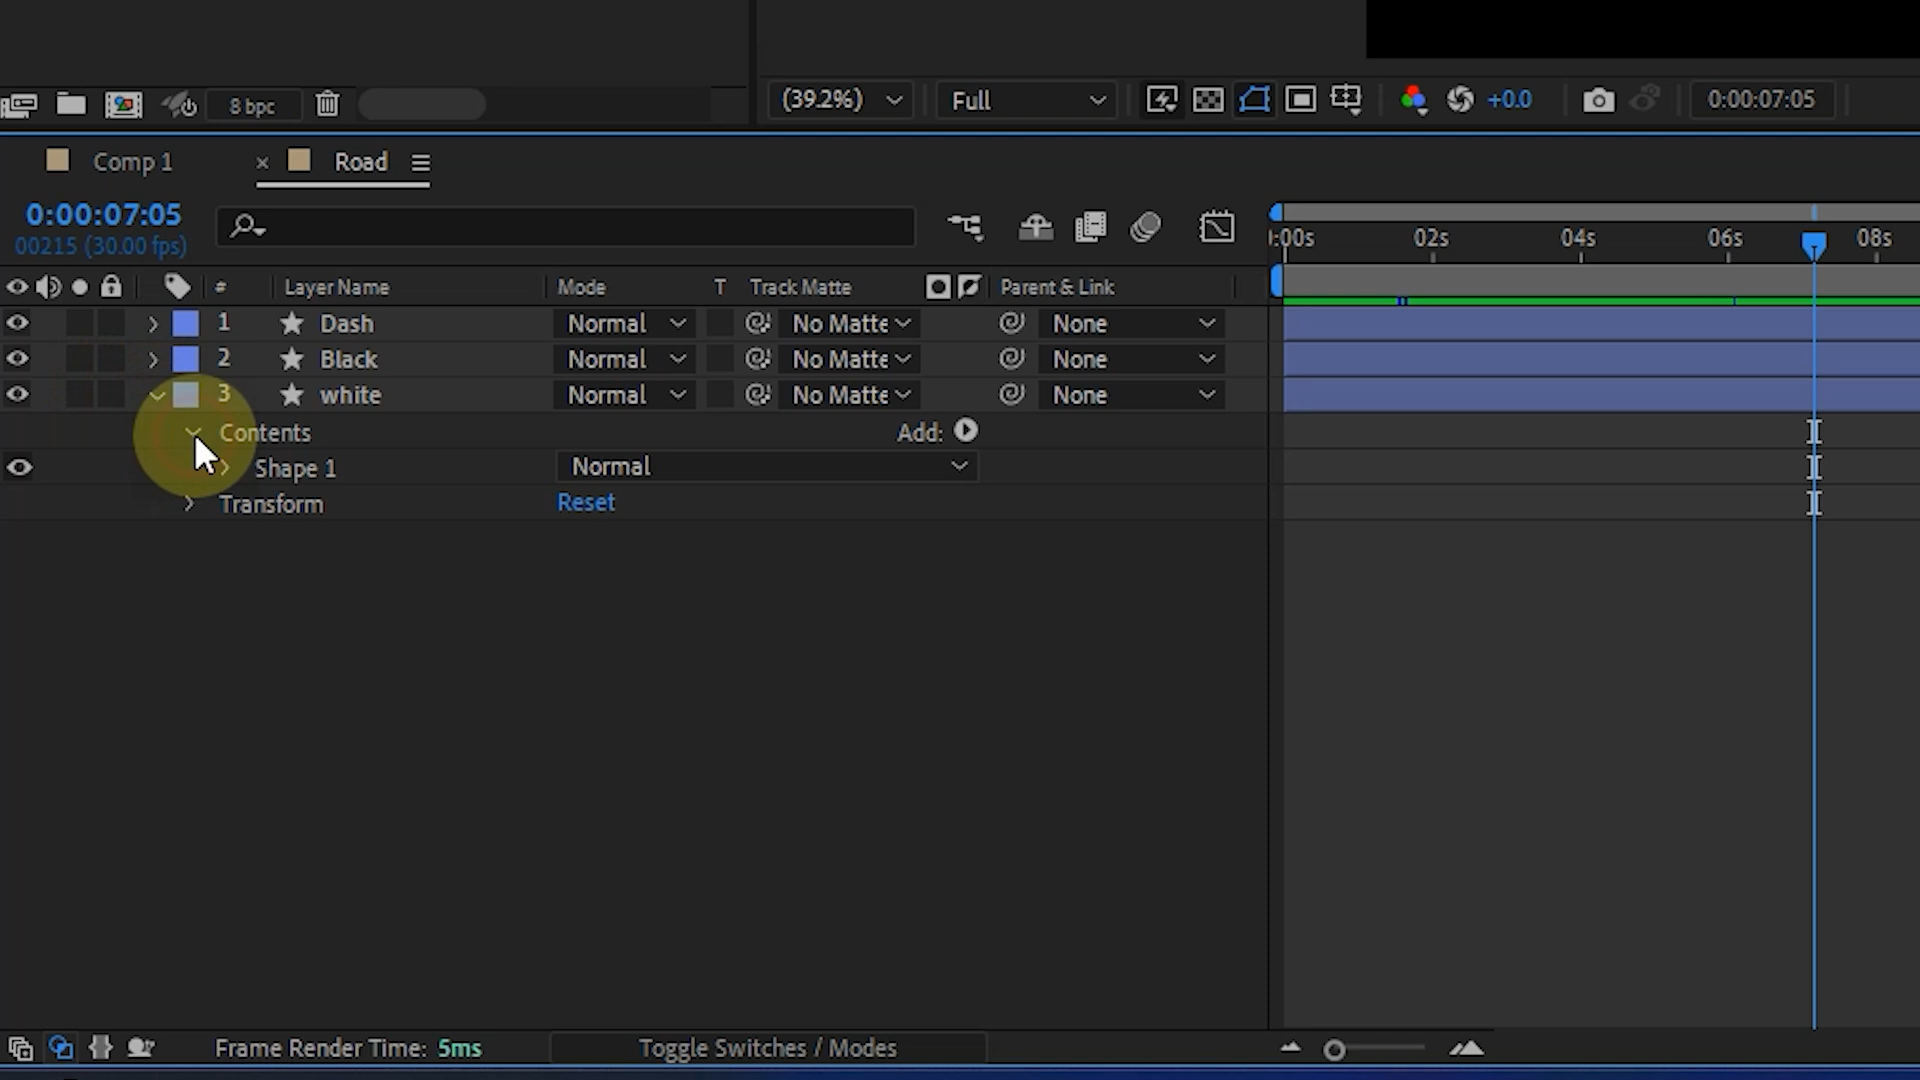 8 bpc (39.2%) Full +0.0 0:00:07:05
Comp 1 × Road
0:00:07:05
00215 (30.00 fps)
:00s 02s 04s 06s 08s
# Layer Name Mode T Track Matte Parent & Link
1 Dash Normal No Matte None
2 Black Normal No Matte None
3 white Normal No Matte None
Contents Add:
Shape 1 Normal
Transform Reset
Frame Render Time: 5ms Toggle Switches / Modes